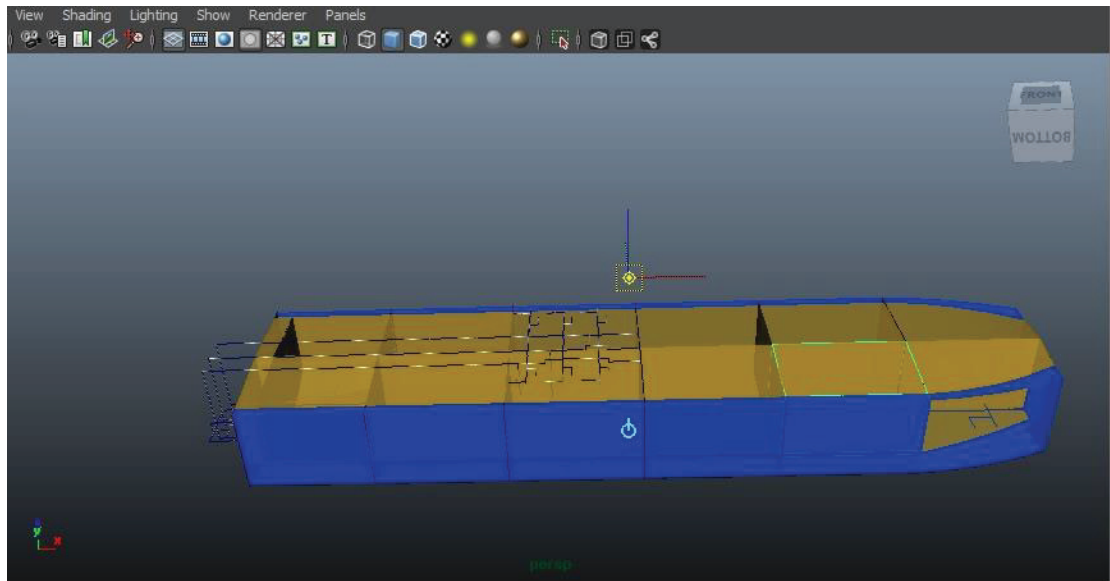 View Shading Lighting Show Renderer Panels
T
FRONT
BOTTOM
y
x
persp